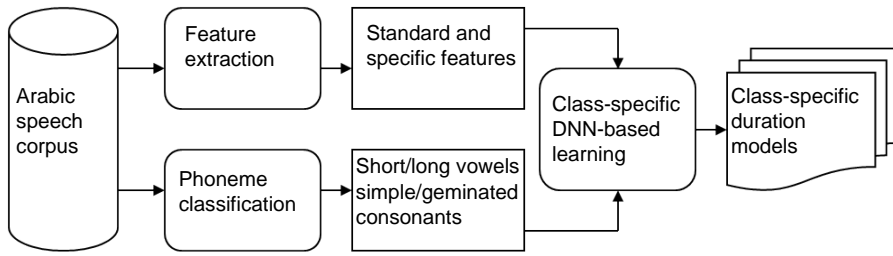 Arabic
speech
corpus
Feature
extraction
Standard and
specific features
Phoneme
classification
Short/long vowels
simple/geminated
consonants
Class-specific
DNN-based
learning
Class-specific
duration
models